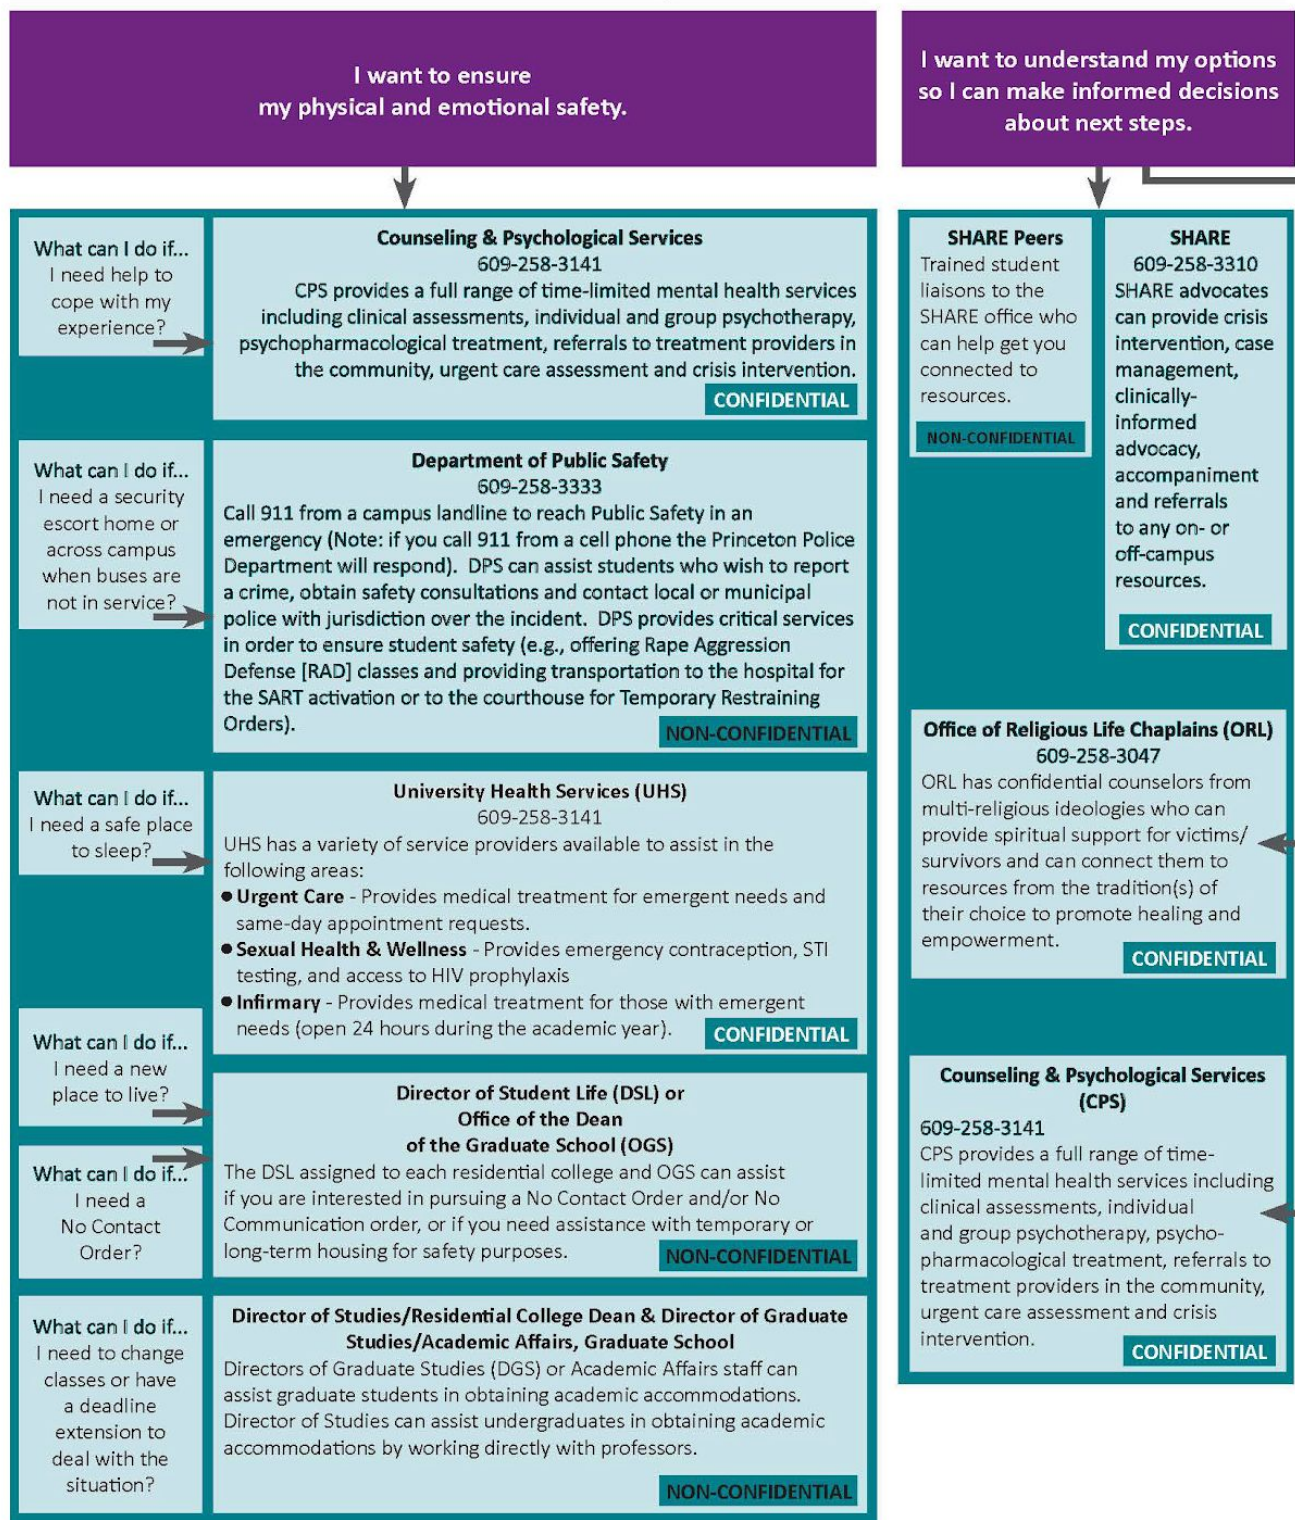 I want to ensure
my physical and emotional safety.
What can I do if...
I need help to
cope with my
experience?
Counseling & Psychological Services
609-258-3141
CPS provides a full range of time-limited mental health services
including clinical assessments, individual and group psychotherapy,
psychopharmacological treatment, referrals to treatment providers in
the community, urgent care assessment and crisis intervention.
CONFIDENTIAL
What can I do if...
I need a security
escort home or
across campus
when buses are
not in service?
Department of Public Safety
609-258-3333
Call 911 from a campus landline to reach Public Safety in an
emergency (Note: if you call 911 from a cell phone the Princeton Police
Department will respond).  DPS can assist students who wish to report
a crime, obtain safety consultations and contact local or municipal
police with jurisdiction over the incident.  DPS provides critical services
in order to ensure student safety (e.g., offering Rape Aggression
Defense [RAD] classes and providing transportation to the hospital for
the SART activation or to the courthouse for Temporary Restraining
Orders).
NON-CONFIDENTIAL
What can I do if...
I need a safe place
to sleep?
University Health Services (UHS)
609-258-3141
UHS has a variety of service providers available to assist in the
following areas:
● Urgent Care - Provides medical treatment for emergent needs and
same-day appointment requests.
● Sexual Health & Wellness - Provides emergency contraception, STI
testing, and access to HIV prophylaxis
● Infirmary - Provides medical treatment for those with emergent
needs (open 24 hours during the academic year).
CONFIDENTIAL
What can I do if...
I need a new
place to live?
What can I do if...
I need a
No Contact
Order?
Director of Student Life (DSL) or
Office of the Dean
of the Graduate School (OGS)
The DSL assigned to each residential college and OGS can assist
if you are interested in pursuing a No Contact Order and/or No
Communication order, or if you need assistance with temporary or
long-term housing for safety purposes.
NON-CONFIDENTIAL
What can I do if...
I need to change
classes or have
a deadline
extension to
deal with the
situation?
Director of Studies/Residential College Dean & Director of Graduate
Studies/Academic Affairs, Graduate School
Directors of Graduate Studies (DGS) or Academic Affairs staff can
assist graduate students in obtaining academic accommodations.
Director of Studies can assist undergraduates in obtaining academic
accommodations by working directly with professors.
NON-CONFIDENTIAL
I want to understand my options
so I can make informed decisions
about next steps.
SHARE Peers
Trained student
liaisons to the
SHARE office who
can help get you
connected to
resources.
NON-CONFIDENTIAL
SHARE
609-258-3310
SHARE advocates
can provide crisis
intervention, case
management,
clinically-
informed
advocacy,
accompaniment
and referrals
to any on- or
off-campus
resources.
CONFIDENTIAL
Office of Religious Life Chaplains (ORL)
609-258-3047
ORL has confidential counselors from
multi-religious ideologies who can
provide spiritual support for victims/
survivors and can connect them to
resources from the tradition(s) of
their choice to promote healing and
empowerment.
CONFIDENTIAL
Counseling & Psychological Services
(CPS)
609-258-3141
CPS provides a full range of time-
limited mental health services including
clinical assessments, individual
and group psychotherapy, psycho-
pharmacological treatment, referrals to
treatment providers in the community,
urgent care assessment and crisis
intervention.
CONFIDENTIAL